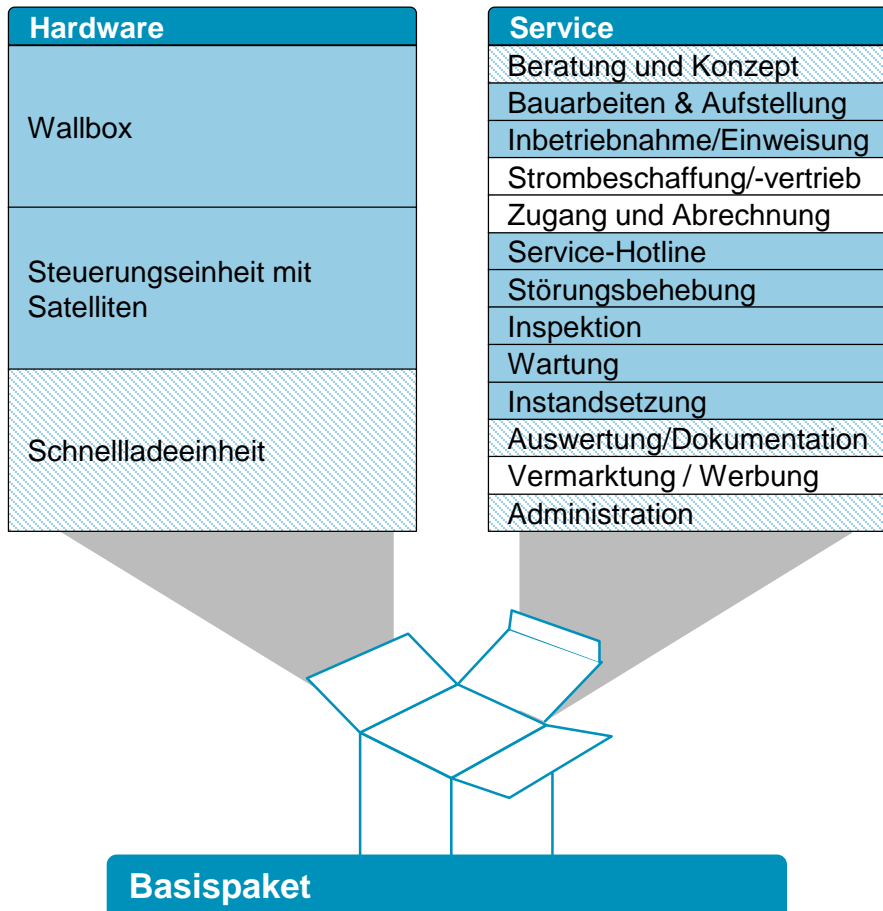 Hardware
Wallbox
Steuerungseinheit mit
Satelliten
Schnellladeeinheit
Service
Beratung und Konzept
Bauarbeiten & Aufstellung
Inbetriebnahme/Einweisung
Strombeschaffung/-vertrieb
Zugang und Abrechnung
Service-Hotline
Störungsbehebung
Inspektion
Wartung
Instandsetzung
Auswertung/Dokumentation
Vermarktung / Werbung
Administration
Basispaket